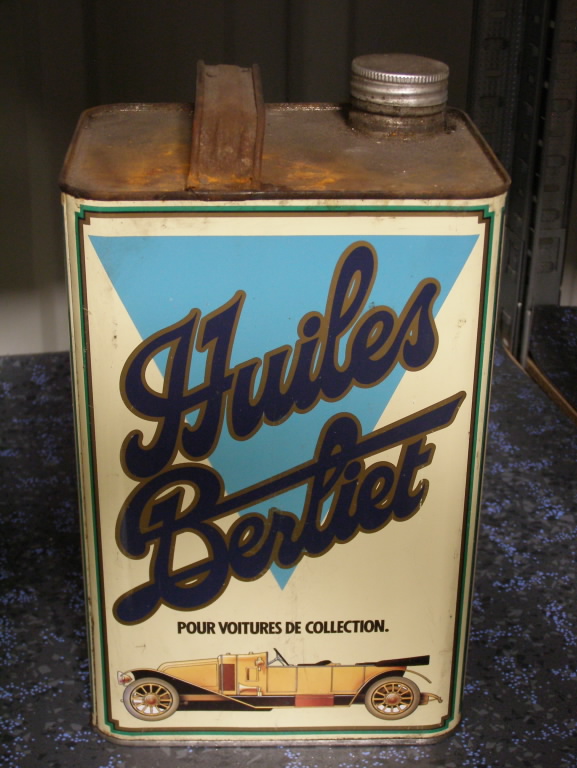 Huiles
Berliet
POUR VOITURES DE COLLECTION.